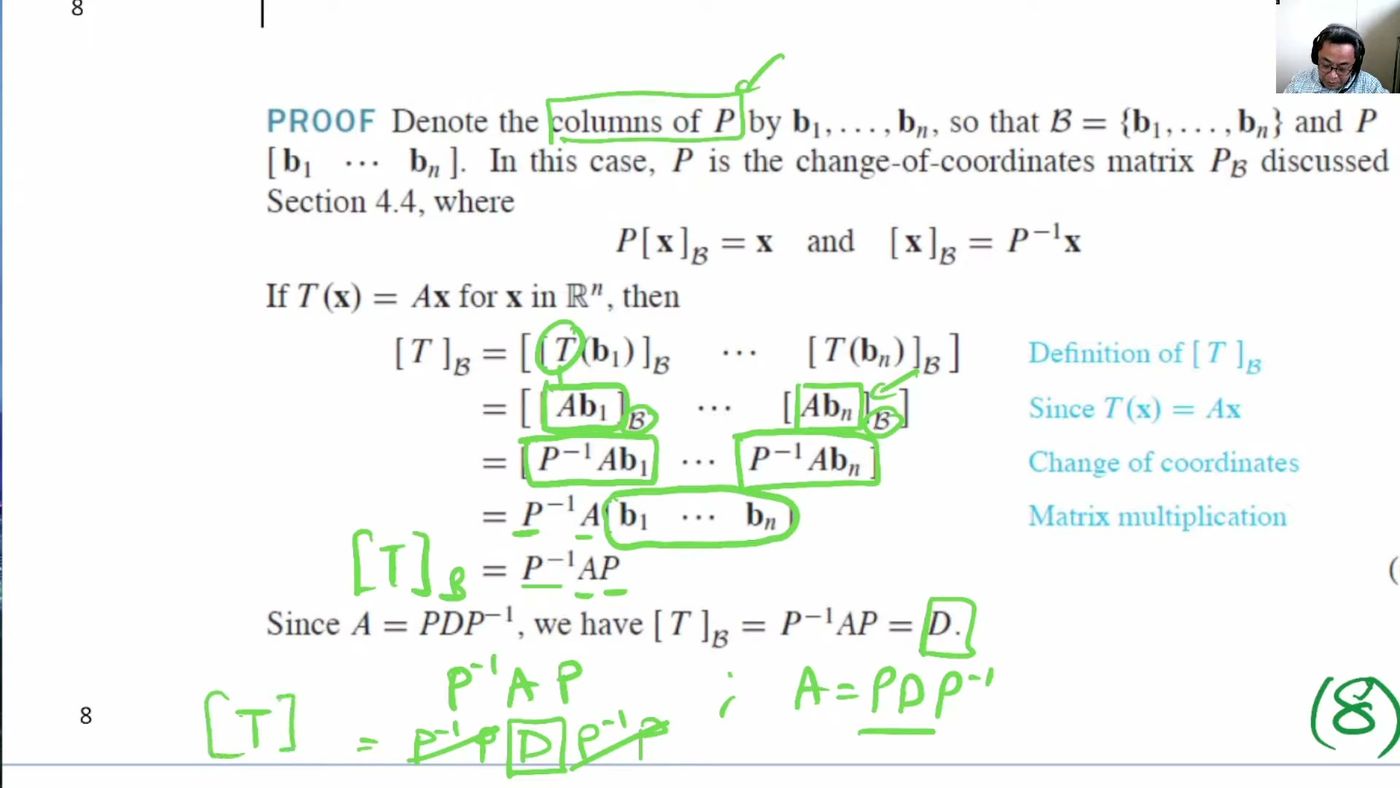 8
PROOF Denote the columns of P by b₁, . . . , bₙ, so that ℬ = {b₁, . . . , bₙ} and P
[ b₁ ··· bₙ ]. In this case, P is the change-of-coordinates matrix P_ℬ discussed
Section 4.4, where
P[ x ]_ℬ = x and [ x ]_ℬ = P⁻¹x
If T(x) = Ax for x in ℝⁿ, then
[ T ]_ℬ = [ [ T(b₁) ]_ℬ ··· [ T(bₙ) ]_ℬ ] Definition of [ T ]_ℬ
= [ [ Ab₁ ]_ℬ ··· [ Abₙ ]_ℬ ] Since T(x) = Ax
= [ P⁻¹Ab₁ ··· P⁻¹Abₙ ] Change of coordinates
= P⁻¹A[ b₁ ··· bₙ ] Matrix multiplication
[T]_B = P⁻¹AP (
Since A = PDP⁻¹, we have [ T ]_ℬ = P⁻¹AP = D.
P⁻¹ A P ; A = PDP⁻¹
[T] = P⁻¹P D P⁻¹P
8
(8)